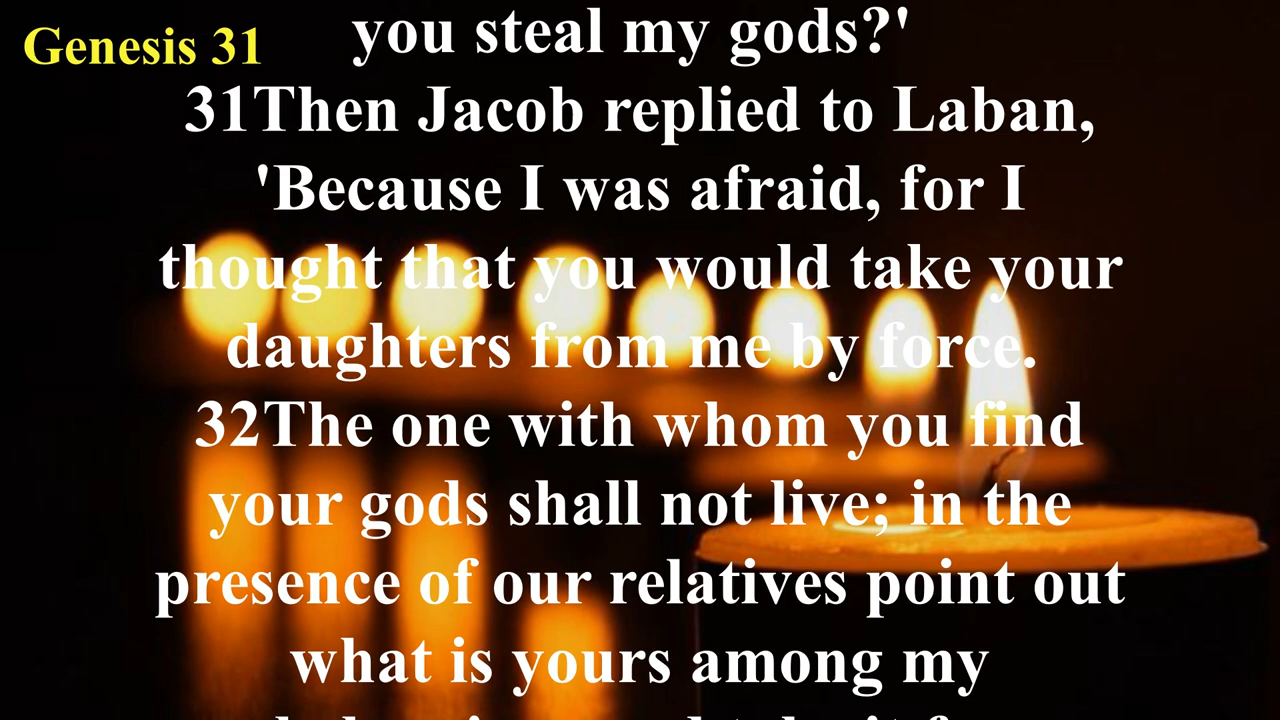 Genesis 31
you steal my gods?'
31Then Jacob replied to Laban,
'Because I was afraid, for I
thought that you would take your
daughters from me by force.
32The one with whom you find
your gods shall not live; in the
presence of our relatives point out
what is yours among my